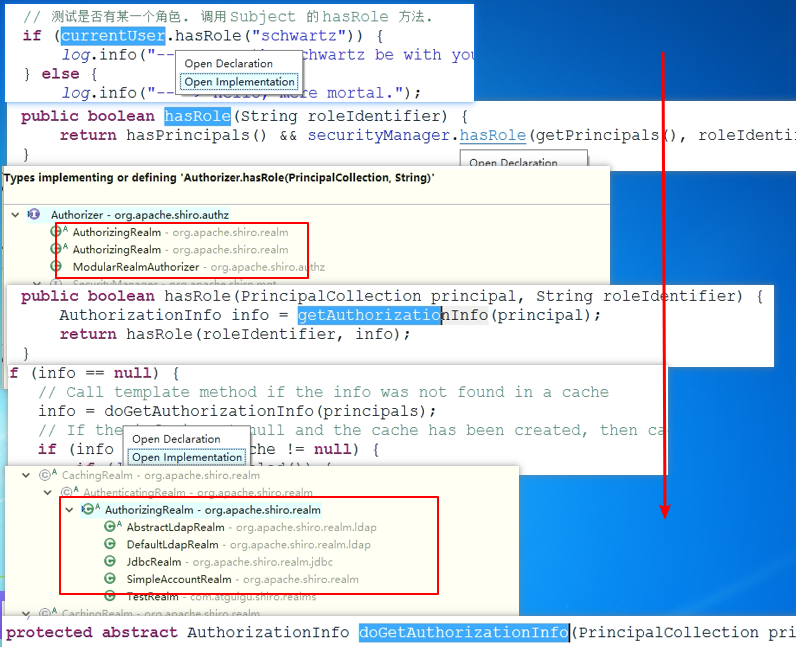 // 测试是否有某一个角色. 调用 Subject 的 hasRole 方法.
if (currentUser.hasRole("schwartz")) {
log.info("-- chwartz be with you
Open Declaration
} else {
Open Implementation
log.info("-- mere mortal.");
public boolean hasRole(String roleIdentifier) {
return hasPrincipals() && securityManager.hasRole(getPrincipals(), roleIdentifi
}
Open Declaration
Types implementing or defining 'Authorizer.hasRole(PrincipalCollection, String)'
Authorizer - org.apache.shiro.authz
AuthorizingRealm - org.apache.shiro.realm
AuthorizingRealm - org.apache.shiro.realm
ModularRealmAuthorizer - org.apache.shiro.authz
SecurityManager - org.apache.shiro.mgt
public boolean hasRole(PrincipalCollection principal, String roleIdentifier) {
AuthorizationInfo info = getAuthorizationInfo(principal);
return hasRole(roleIdentifier, info);
}
f (info == null) {
// Call template method if the info was not found in a cache
info = doGetAuthorizationInfo(principals);
// If the info is not null and the cache has been created, then ca
Open Declaration
if (info che != null) {
Open Implementation
CachingRealm - org.apache.shiro.realm
AuthenticatingRealm - org.apache.shiro.realm
AuthorizingRealm - org.apache.shiro.realm
AbstractLdapRealm - org.apache.shiro.realm.ldap
DefaultLdapRealm - org.apache.shiro.realm.ldap
JdbcRealm - org.apache.shiro.realm.jdbc
SimpleAccountRealm - org.apache.shiro.realm
TestRealm - com.atguigu.shiro.realms
CachingRealm - org.apache.shiro.realm
protected abstract AuthorizationInfo doGetAuthorizationInfo(PrincipalCollection pri